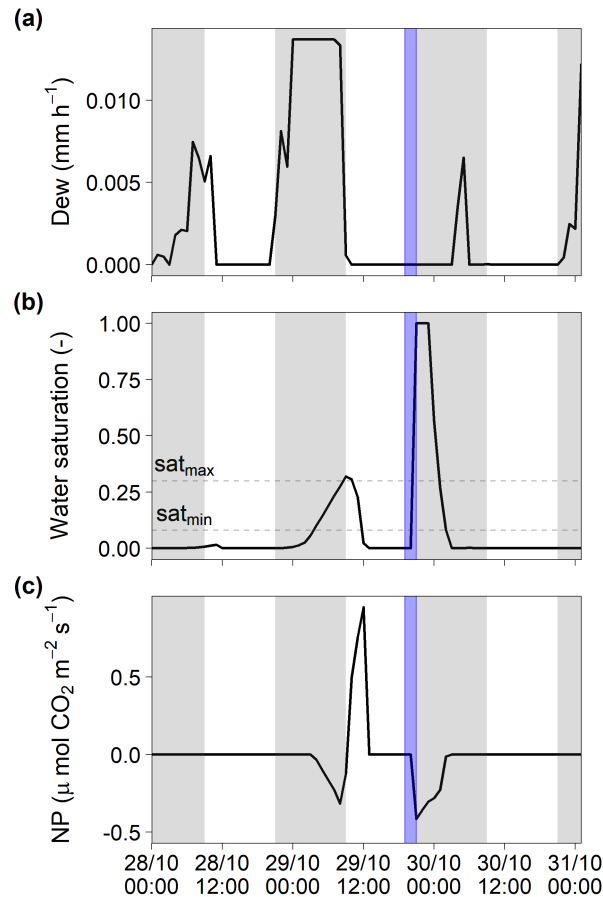 (a)
Dew (mm h⁻¹)
0.010
0.005
0.000
(b)
Water saturation (-)
1.00
0.75
0.50
0.25
0.00
satₘₐₓ
satₘᵢₙ
(c)
NP (μ mol CO₂ m⁻² s⁻¹)
0.5
0.0
-0.5
28/10 28/10 29/10 29/10 30/10 30/10 31/10
00:00 12:00 00:00 12:00 00:00 12:00 00:00